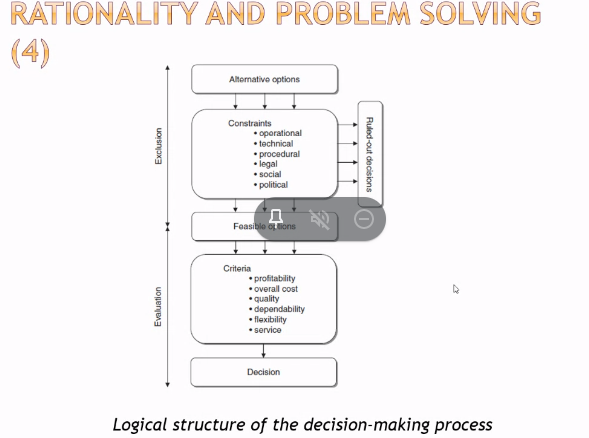 RATIONALITY AND PROBLEM SOLVING
(4)
Alternative options
Exclusion
Constraints
• operational
• technical
• procedural
• legal
• social
• political
Ruled-out decisions
Feasible options
Evaluation
Criteria
• profitability
• overall cost
• quality
• dependability
• flexibility
• service
Decision
Logical structure of the decision-making process